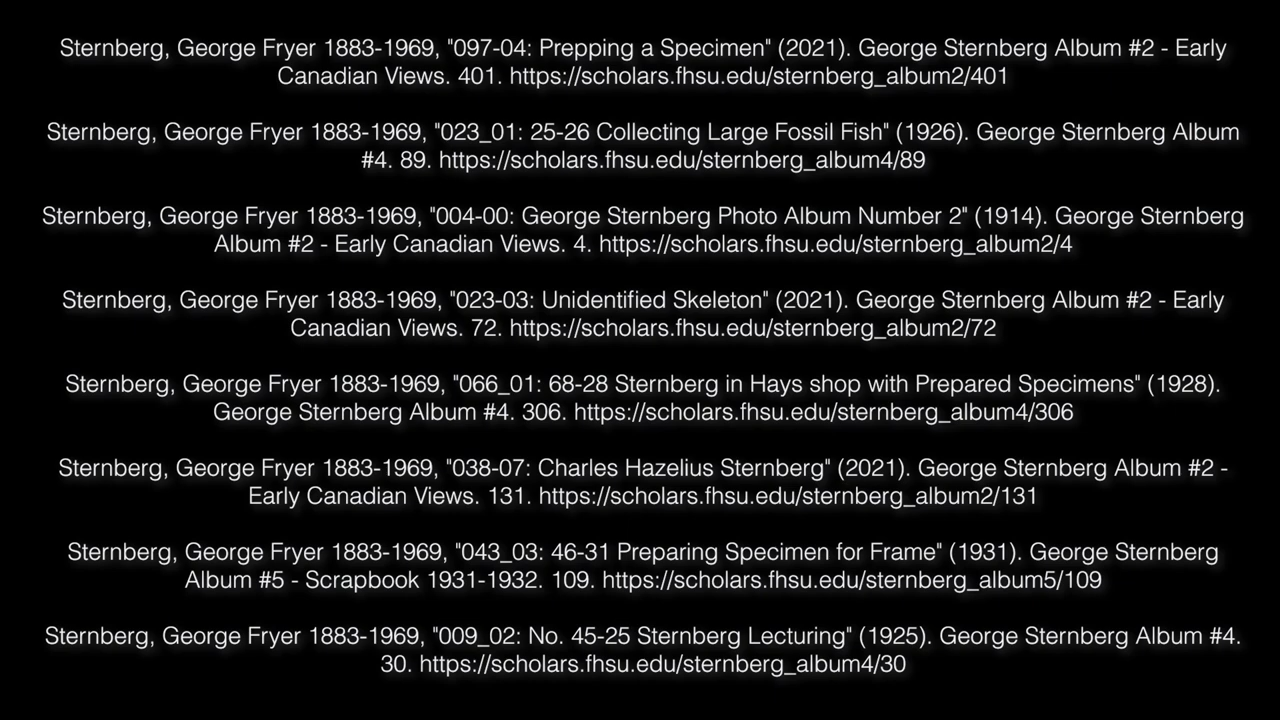 Sternberg, George Fryer 1883-1969, "097-04: Prepping a Specimen" (2021). George Sternberg Album #2 - Early
Canadian Views. 401. https://scholars.fhsu.edu/sternberg_album2/401
Sternberg, George Fryer 1883-1969, "023_01: 25-26 Collecting Large Fossil Fish" (1926). George Sternberg Album
#4. 89. https://scholars.fhsu.edu/sternberg_album4/89
Sternberg, George Fryer 1883-1969, "004-00: George Sternberg Photo Album Number 2" (1914). George Sternberg
Album #2 - Early Canadian Views. 4. https://scholars.fhsu.edu/sternberg_album2/4
Sternberg, George Fryer 1883-1969, "023-03: Unidentified Skeleton" (2021). George Sternberg Album #2 - Early
Canadian Views. 72. https://scholars.fhsu.edu/sternberg_album2/72
Sternberg, George Fryer 1883-1969, "066_01: 68-28 Sternberg in Hays shop with Prepared Specimens" (1928).
George Sternberg Album #4. 306. https://scholars.fhsu.edu/sternberg_album4/306
Sternberg, George Fryer 1883-1969, "038-07: Charles Hazelius Sternberg" (2021). George Sternberg Album #2 -
Early Canadian Views. 131. https://scholars.fhsu.edu/sternberg_album2/131
Sternberg, George Fryer 1883-1969, "043_03: 46-31 Preparing Specimen for Frame" (1931). George Sternberg
Album #5 - Scrapbook 1931-1932. 109. https://scholars.fhsu.edu/sternberg_album5/109
Sternberg, George Fryer 1883-1969, "009_02: No. 45-25 Sternberg Lecturing" (1925). George Sternberg Album #4.
30. https://scholars.fhsu.edu/sternberg_album4/30